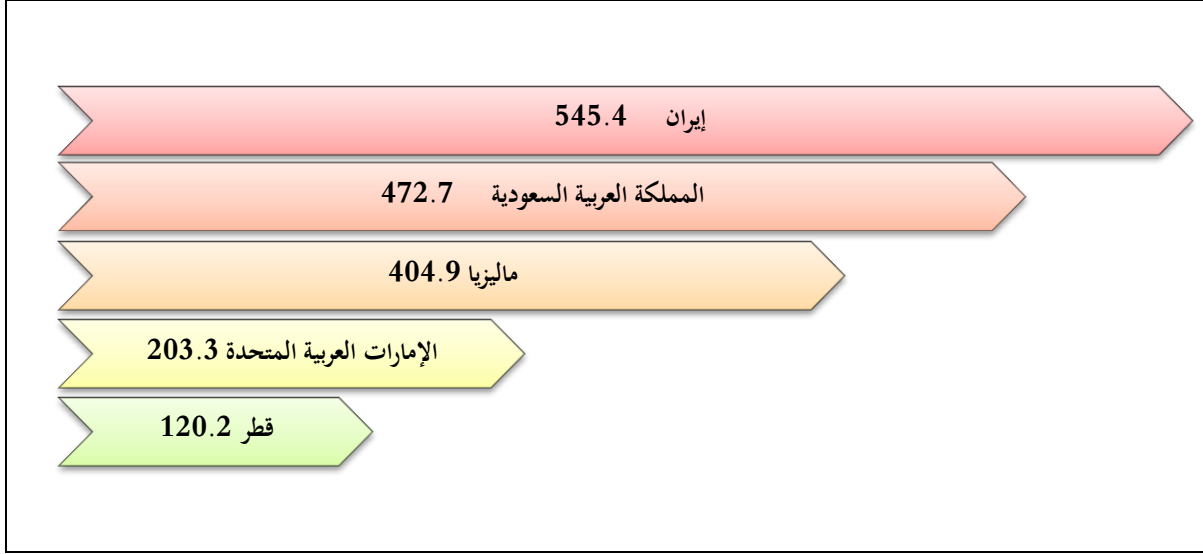 إيران 545.4
المملكة العربية السعودية 472.7
ماليزيا 404.9
الإمارات العربية المتحدة 203.3
قطر 120.2